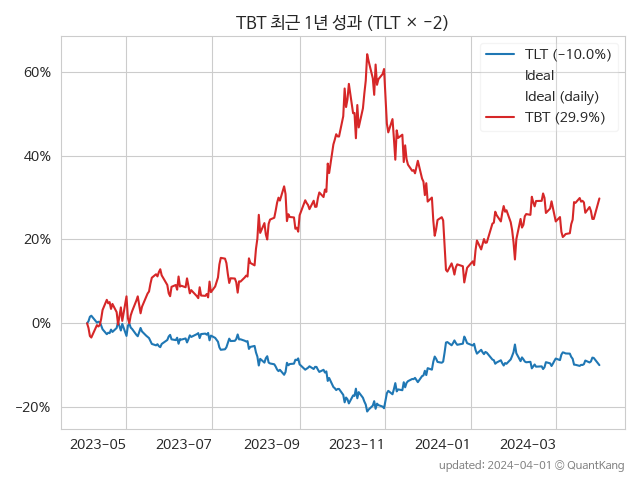 TBT 최근 1년 성과 (TLT × −2)
TLT (−10.0%)
Ideal
Ideal (daily)
TBT (29.9%)
60%
40%
20%
0%
−20%
2023−05
2023−07
2023−09
2023−11
2024−01
2024−03
updated: 2024−04−01 © QuantKang